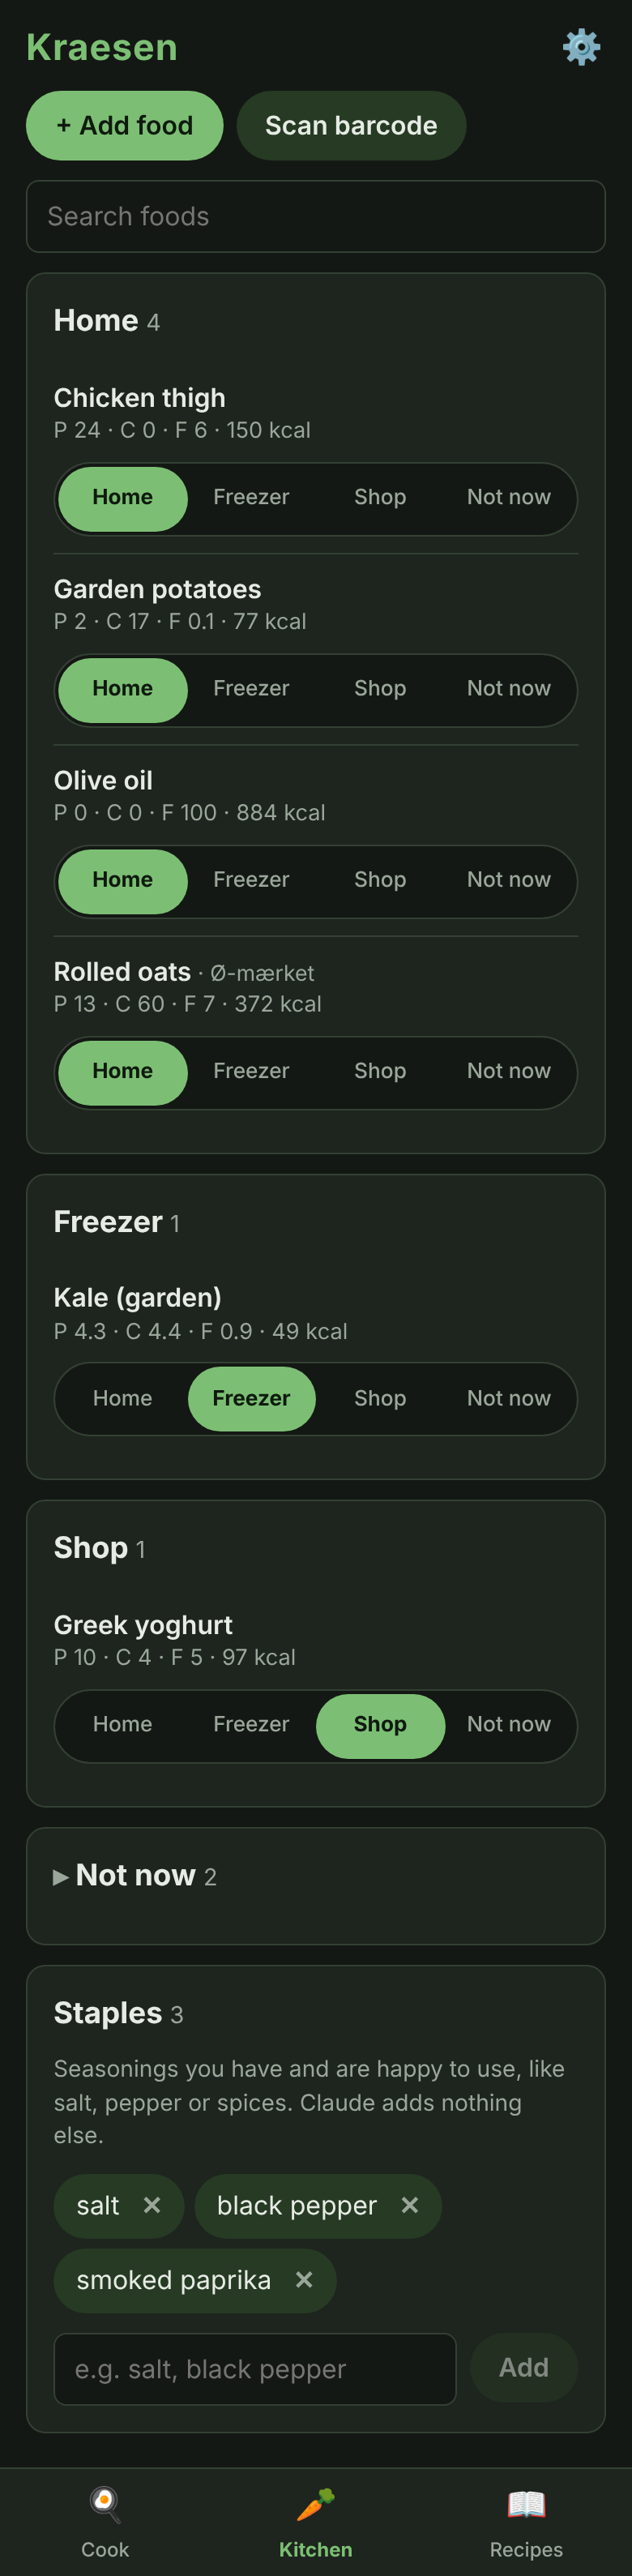 Kraesen
+ Add food
Scan barcode
Search foods
Home 4
Chicken thigh
P 24 · C 0 · F 6 · 150 kcal
Home Freezer Shop Not now
Garden potatoes
P 2 · C 17 · F 0.1 · 77 kcal
Home Freezer Shop Not now
Olive oil
P 0 · C 0 · F 100 · 884 kcal
Home Freezer Shop Not now
Rolled oats · Ø-mærket
P 13 · C 60 · F 7 · 372 kcal
Home Freezer Shop Not now
Freezer 1
Kale (garden)
P 4.3 · C 4.4 · F 0.9 · 49 kcal
Home Freezer Shop Not now
Shop 1
Greek yoghurt
P 10 · C 4 · F 5 · 97 kcal
Home Freezer Shop Not now
▸ Not now 2
Staples 3
Seasonings you have and are happy to use, like
salt, pepper or spices. Claude adds nothing
else.
salt ✕ black pepper ✕
smoked paprika ✕
e.g. salt, black pepper Add
Cook Kitchen Recipes